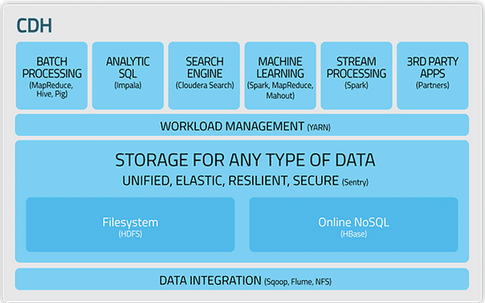 CDH
BATCH
PROCESSING
(MapReduce,
Hive, Pig)
ANALYTIC
SQL
(Impala)
SEARCH
ENGINE
(Cloudera Search)
MACHINE
LEARNING
(Spark, MapReduce,
Mahout)
STREAM
PROCESSING
(Spark)
3RD PARTY
APPS
(Partners)
WORKLOAD MANAGEMENT (YARN)
STORAGE FOR ANY TYPE OF DATA
UNIFIED, ELASTIC, RESILIENT, SECURE (Sentry)
Filesystem
(HDFS)
Online NoSQL
(HBase)
DATA INTEGRATION (Sqoop, Flume, NFS)